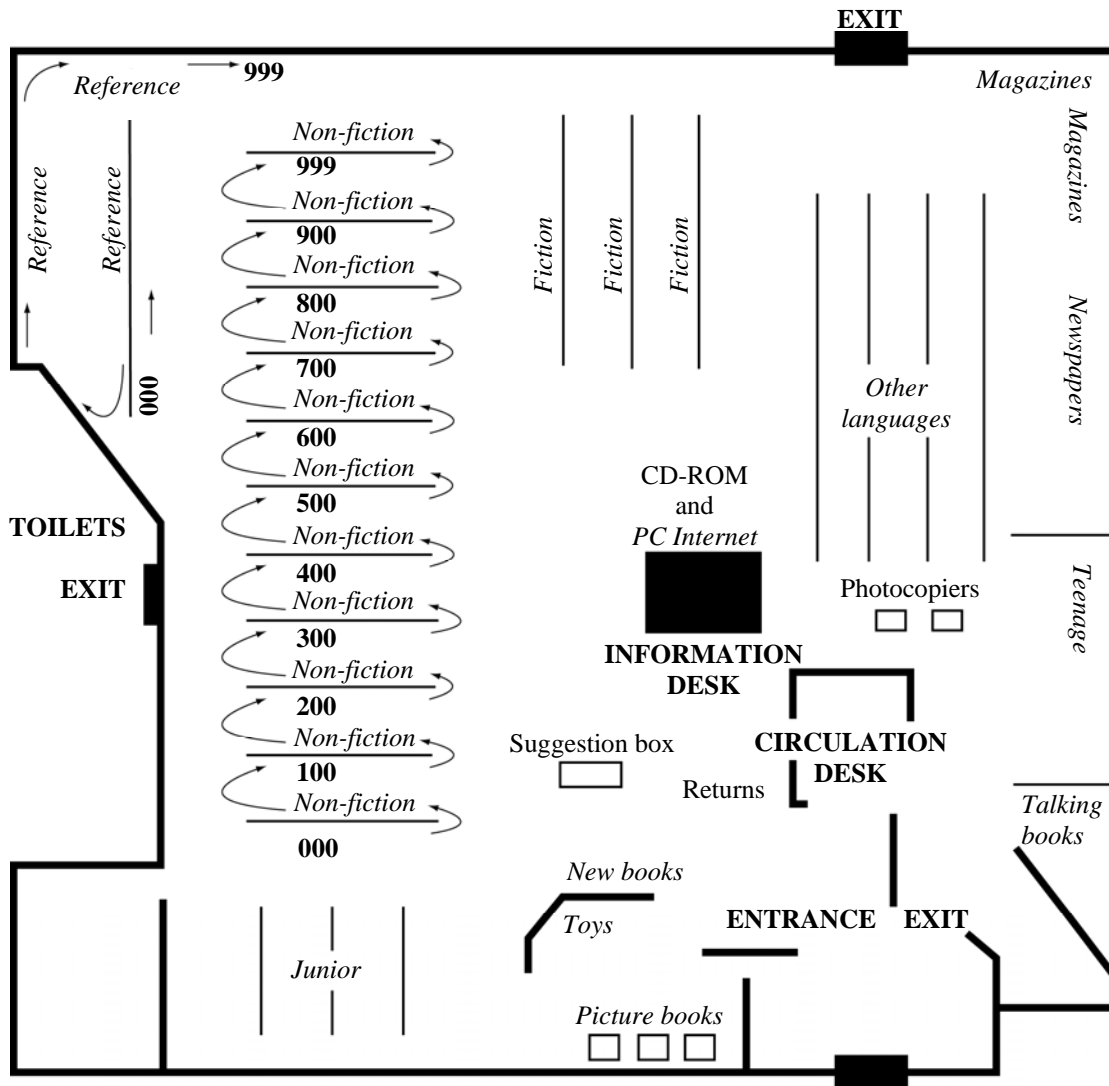 EXIT
Reference
999
Magazines
Magazines
Reference
Reference
Non-fiction
999
Non-fiction
900
Non-fiction
800
Non-fiction
700
Non-fiction
600
Non-fiction
500
Non-fiction
400
Non-fiction
300
Non-fiction
200
Non-fiction
100
Non-fiction
000
000
Fiction
Fiction
Fiction
Newspapers
Other
languages
CD-ROM
and
PC Internet
TOILETS
EXIT
Photocopiers
Teenage
INFORMATION
DESK
Suggestion box
CIRCULATION
DESK
Returns
Talking
books
New books
Toys
ENTRANCE
EXIT
Junior
Picture books